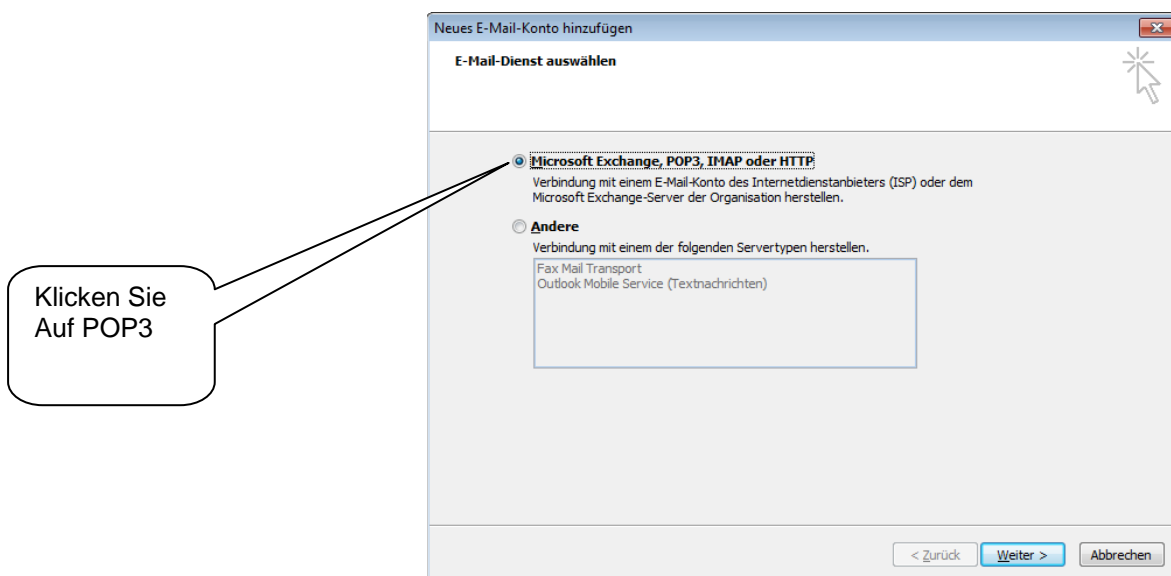 Neues E-Mail-Konto hinzufügen
E-Mail-Dienst auswählen
Microsoft Exchange, POP3, IMAP oder HTTP
Verbindung mit einem E-Mail-Konto des Internetdienstanbieters (ISP) oder dem
Microsoft Exchange-Server der Organisation herstellen.
Andere
Verbindung mit einem der folgenden Servertypen herstellen.
Fax Mail Transport
Outlook Mobile Service (Textnachrichten)
Klicken Sie
Auf POP3
< Zurück
Weiter >
Abbrechen